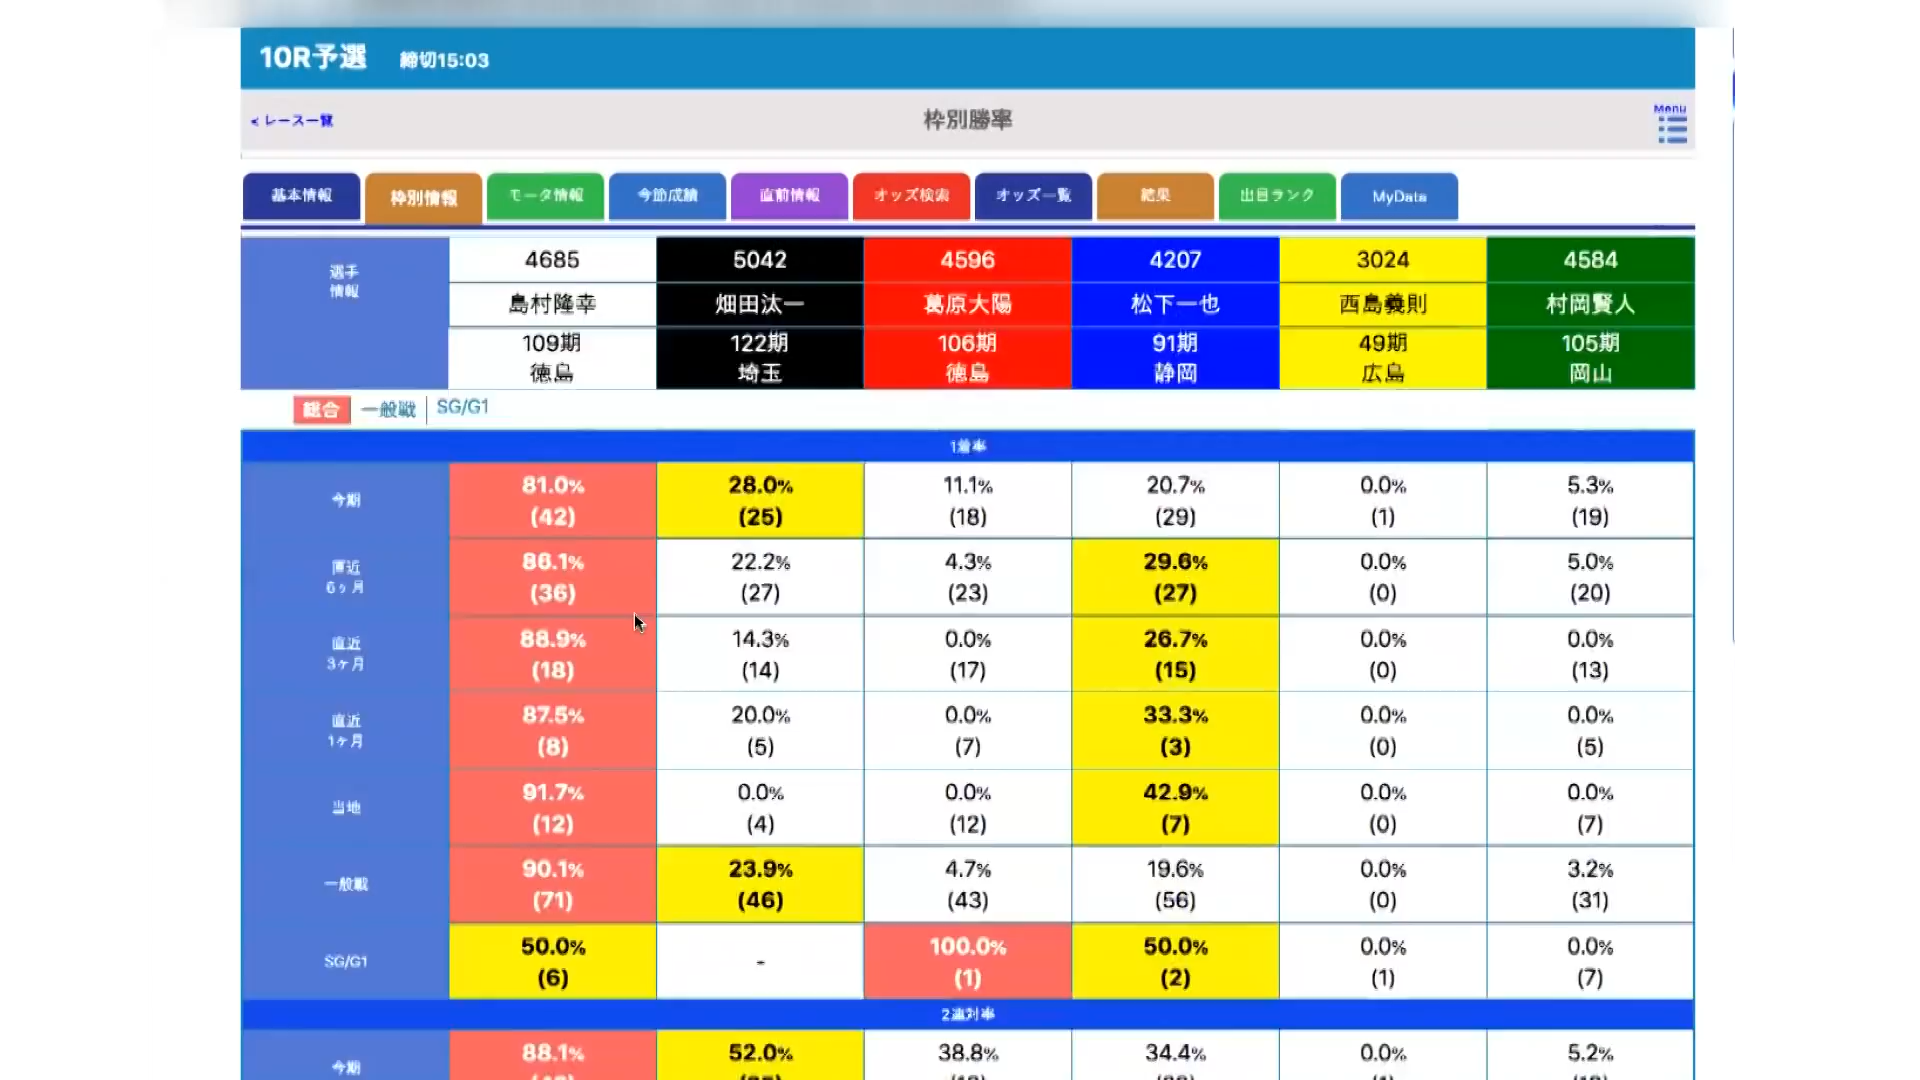 10R予選 締切15:03
< レース一覧 枠別勝率 Menu
基本情報 枠別情報 モータ情報 今節成績 直前情報 オッズ検索 オッズ一覧 結果 出目ランク MyData
選手 4685 5042 4596 4207 3024 4584
情報 島村隆幸 畑田汰一 葛原大陽 松下一也 西島義則 村岡賢人
109期 122期 106期 91期 49期 105期
徳島 埼玉 徳島 静岡 広島 岡山
総合 一般戦 SG/G1
1着率
今期 81.0% 28.0% 11.1% 20.7% 0.0% 5.3%
(42) (25) (18) (29) (1) (19)
直近 86.1% 22.2% 4.3% 29.6% 0.0% 5.0%
6ヶ月 (36) (27) (23) (27) (0) (20)
直近 88.9% 14.3% 0.0% 26.7% 0.0% 0.0%
3ヶ月 (18) (14) (17) (15) (0) (13)
直近 87.5% 20.0% 0.0% 33.3% 0.0% 0.0%
1ヶ月 (8) (5) (7) (3) (0) (5)
当地 91.7% 0.0% 0.0% 42.9% 0.0% 0.0%
(12) (4) (12) (7) (0) (7)
一般戦 90.1% 23.9% 4.7% 19.6% 0.0% 3.2%
(71) (46) (43) (56) (0) (31)
SG/G1 50.0% - 100.0% 50.0% 0.0% 0.0%
(6) (1) (2) (1) (7)
2連対率
今期 88.1% 52.0% 38.8% 34.4% 0.0% 5.2%